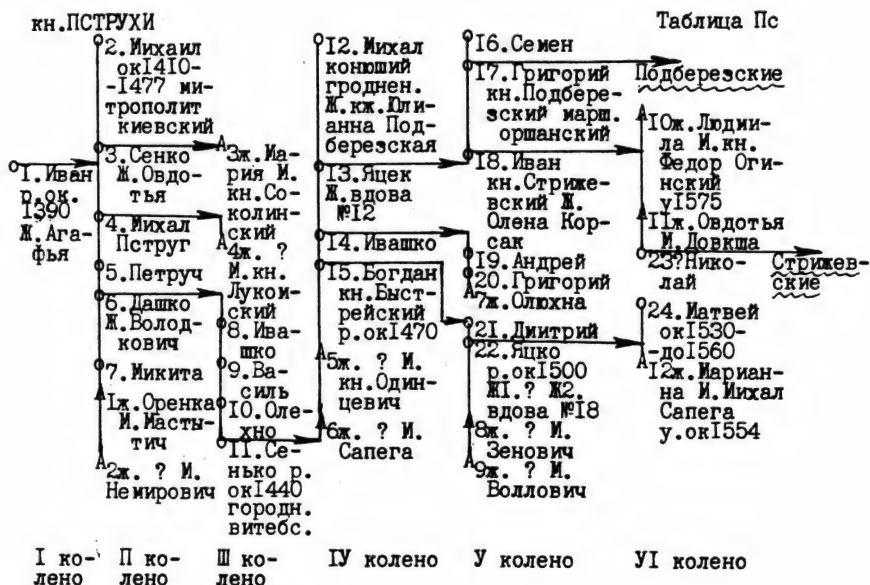 кн.ПСТРУХИ
Таблица Пс
1.Иван
р.ок.
1390
Ж.Агафья
2.Михаил
ок1410-
-1477 ми-
трополит
киевский
3.Сенко
Ж.Овдо-
тья
4.Михал
Пструг
5.Петруч
6.Дашко
Ж.Володкович
7.Микита
1ж.Оренка
М.Мастытич
2ж. ? М.
Немирович
3ж.Мария М.
кн.Соколинский
4ж. ?
М.кн.
Лукомский
8.Ивашко
9.Василь
10.Олехно
11.Сенько р.
ок1440
городн.
витебс.
12.Михал
конюший
гроднен.
Ж.кж.Юлианна Подберезская
13.Яцек
Ж.вдова
№12
14.Ивашко
15.Богдан
кн.Быстрейский
р.ок1470
5ж. ? М.
кн.Одинцевич
6ж. ? М.
Сапега
16.Семен
17.Григорий
кн.Подберезский марш.
оршанский
18.Иван
кн.Стрижевский Ж.
Олена Корсак
19.Андрей
20.Григорий
7ж.Олюхна
21.Дмитрий
22.Яцко
р.ок1500
Ж1.? Ж2.
вдова №18
8ж. ? М.
Зенович
9ж. ? М.
Воллович
Подберезские
10ж.Людмила М.кн.
Федор Огинский
у1575
11ж.Овдотья
М.Довкша
23?Николай
Стрижевские
24.Матвей
ок1530-
-до1560
12ж.Марианна М.Михал
Сапега
у.ок1554
I колено
П колено
Ш колено
IУ колено
У колено
УI колено